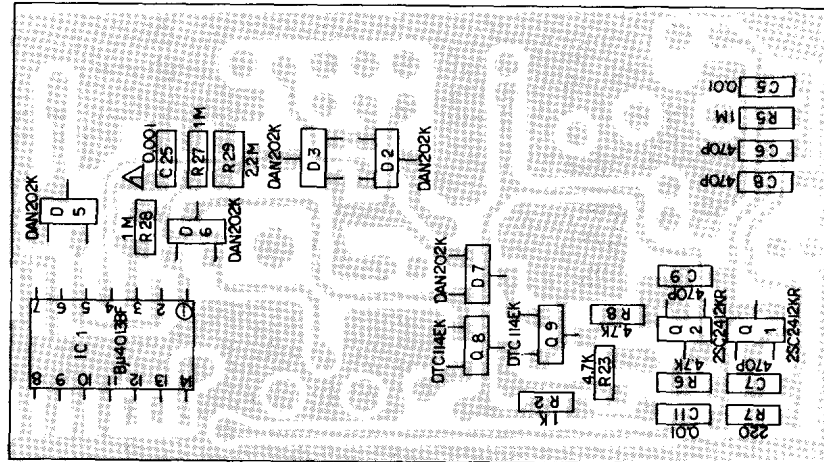 0.01 C5
1M R5
470P C6
470P C8
0.001
C25
1M
R27
R29
2.2M
DAN202K
D3
D2
DAN202K
DAN202K
D5
1M
R28
D6
DAN202K
7 6 5 4 3 2
IC 1
BU4013BF
8 9 10 11 12 13 14
DAN202K
D7
DTC114EK
Q8
DTC114EK
Q9
R8
4.7K
4.7K
R23
R2
1K
C9
470P
Q2
2SC2412KR
Q1
2SC2412KR
4.7K
R6
470P
C7
C11
0.01
R7
220